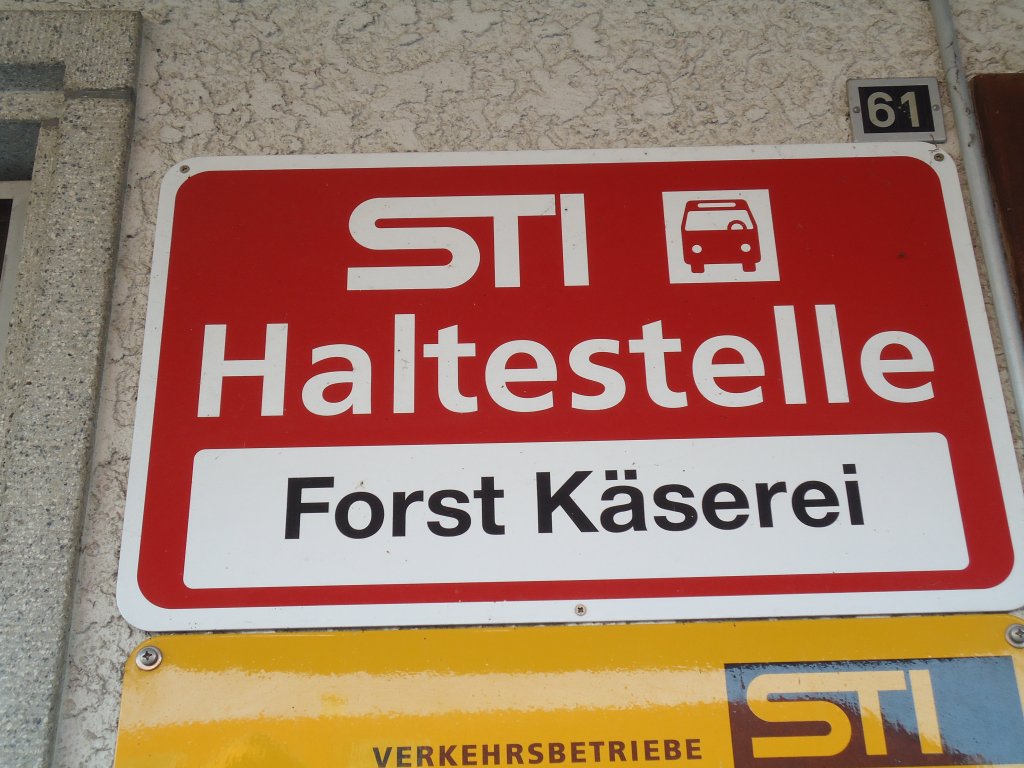 61
STI
Haltestelle
Forst Käserei
VERKEHRSBETRIEBE STI